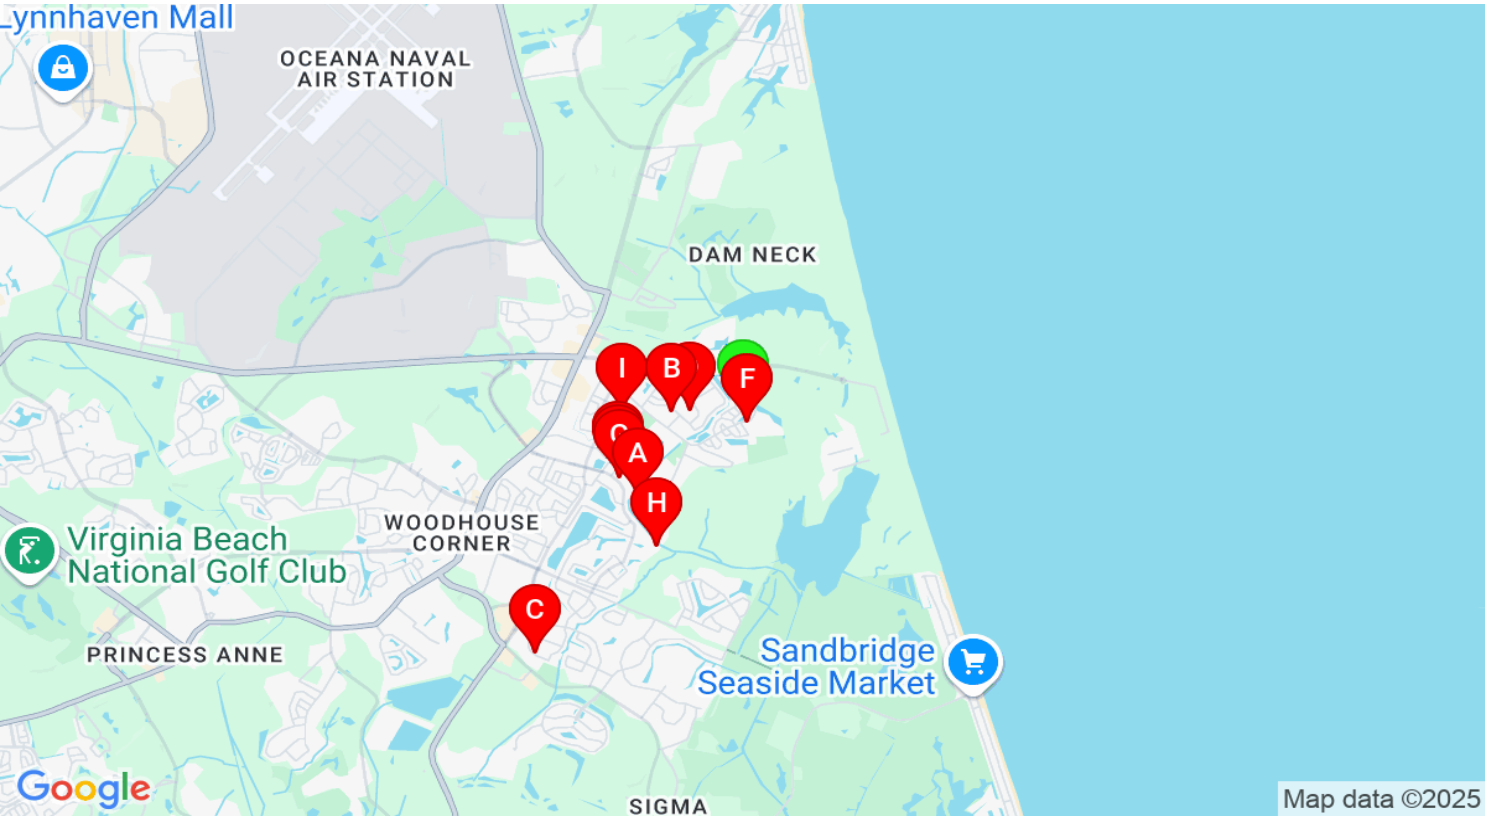 Lynnhaven Mall
OCEANA NAVAL
AIR STATION
DAM NECK
I
B
F
A
H
WOODHOUSE
CORNER
Virginia Beach
National Golf Club
C
PRINCESS ANNE
Sandbridge
Seaside Market
Google
SIGMA
Map data ©2025